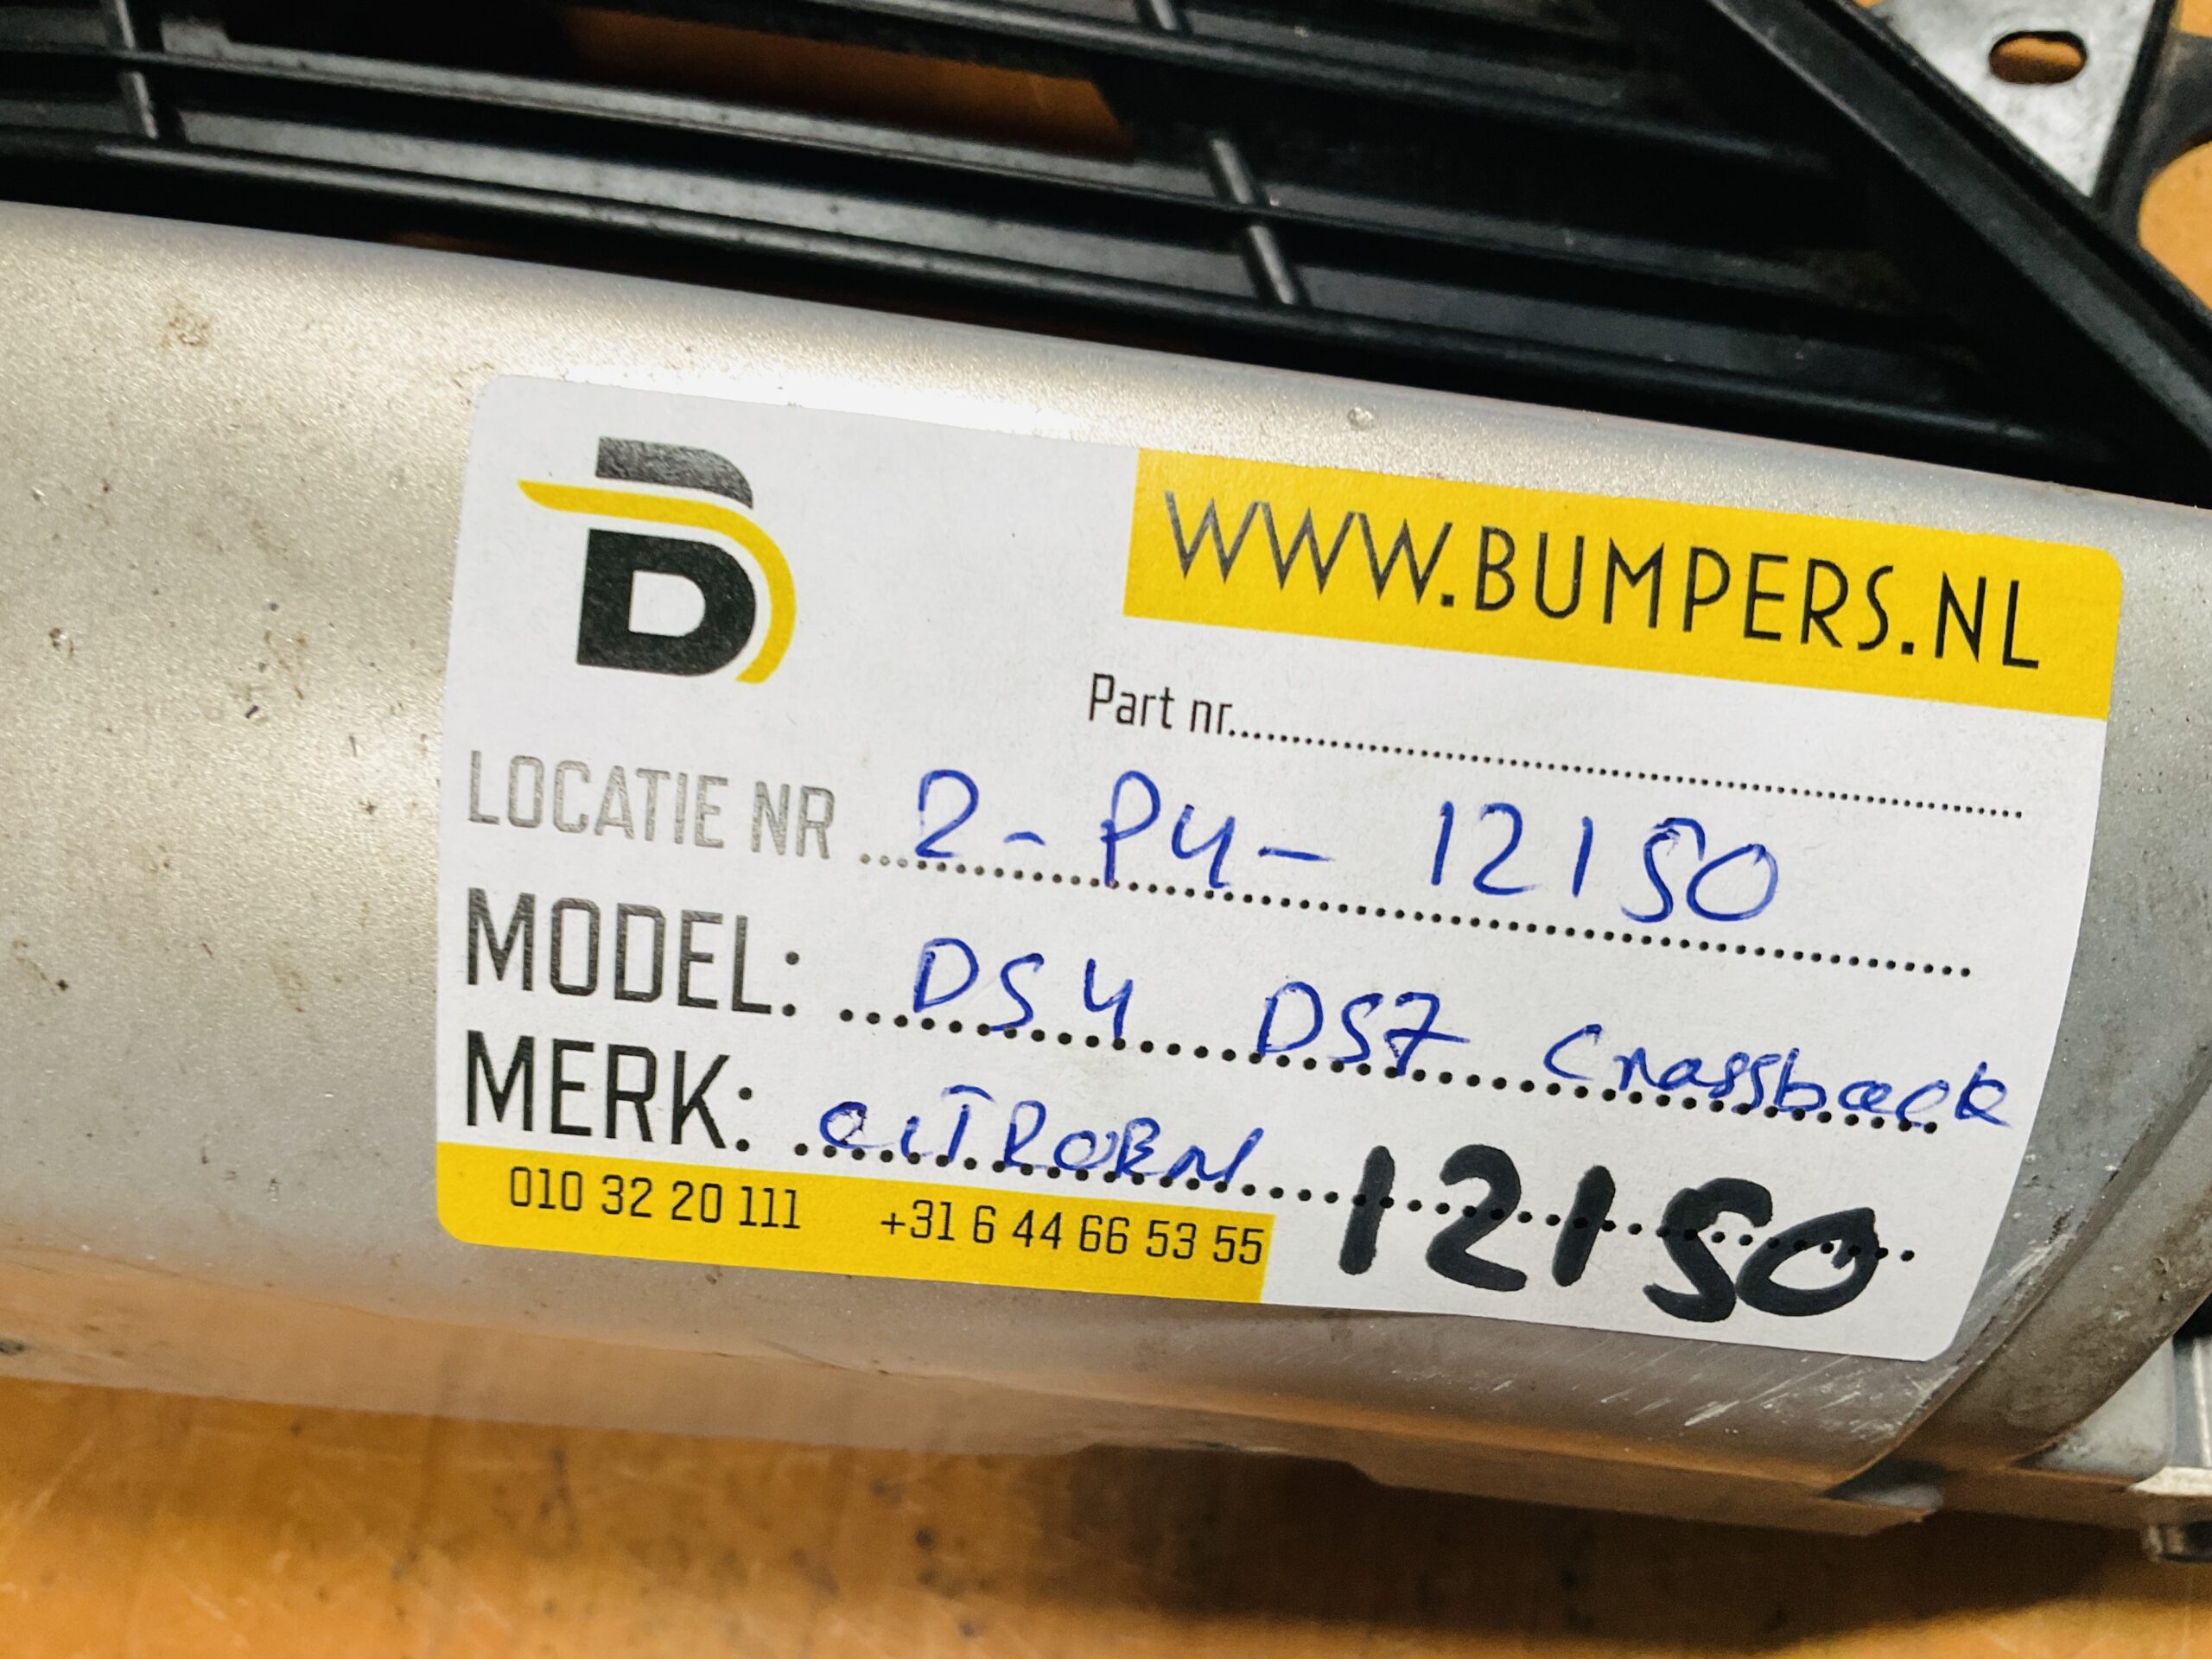 WWW.BUMPERS.NL
Part nr...............
LOCATIE NR 2-P4-12150
MODEL: DS4 DS7 Crossback
MERK: CITROEN
010 32 20 111 +31 6 44 66 53 55
12150